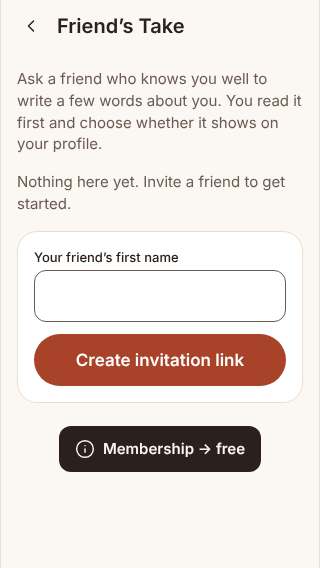 Friend’s Take
Ask a friend who knows you well to
write a few words about you. You read it
first and choose whether it shows on
your profile.
Nothing here yet. Invite a friend to get
started.
Your friend’s first name
Create invitation link
Membership → free